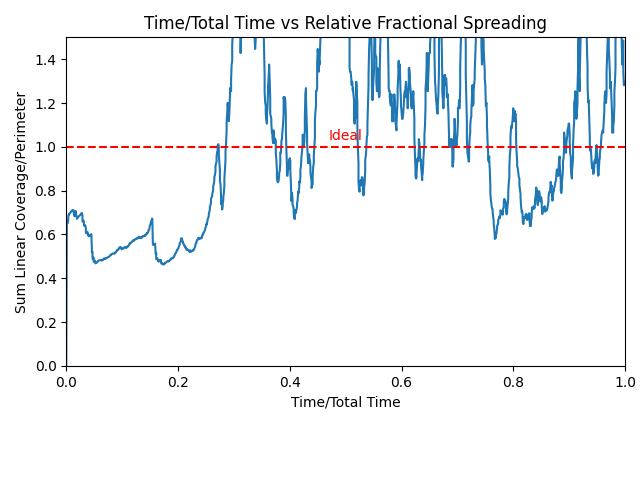 Time/Total Time vs Relative Fractional Spreading
Sum Linear Coverage/Perimeter
1.4
1.2
1.0
0.8
0.6
0.4
0.2
0.0
Ideal
0.0 0.2 0.4 0.6 0.8 1.0
Time/Total Time